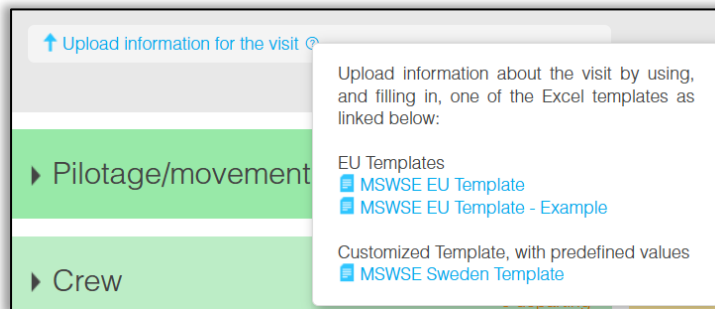 Upload information for the visit
Upload information about the visit by using,
and filling in, one of the Excel templates as
linked below:
EU Templates
MSWSE EU Template
MSWSE EU Template - Example
Customized Template, with predefined values
MSWSE Sweden Template
Pilotage/movement
Crew